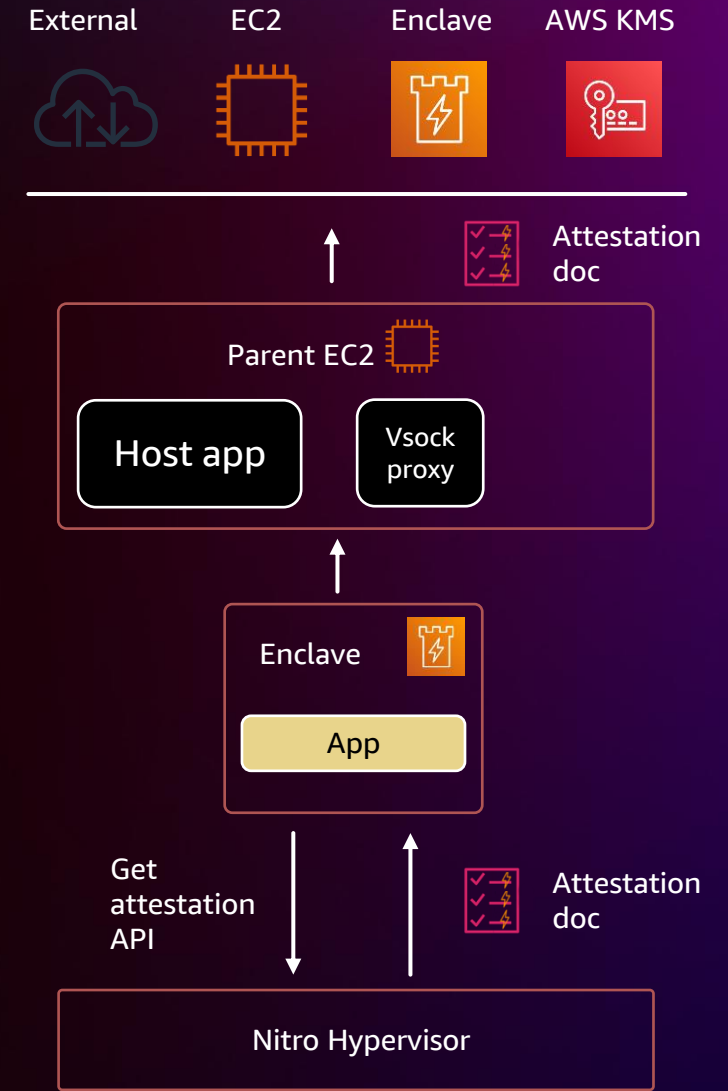 External
EC2
Enclave
AWS KMS
Attestation
doc
Parent EC2
Host app
Vsock
proxy
Enclave
App
Get
attestation
API
Attestation
doc
Nitro Hypervisor